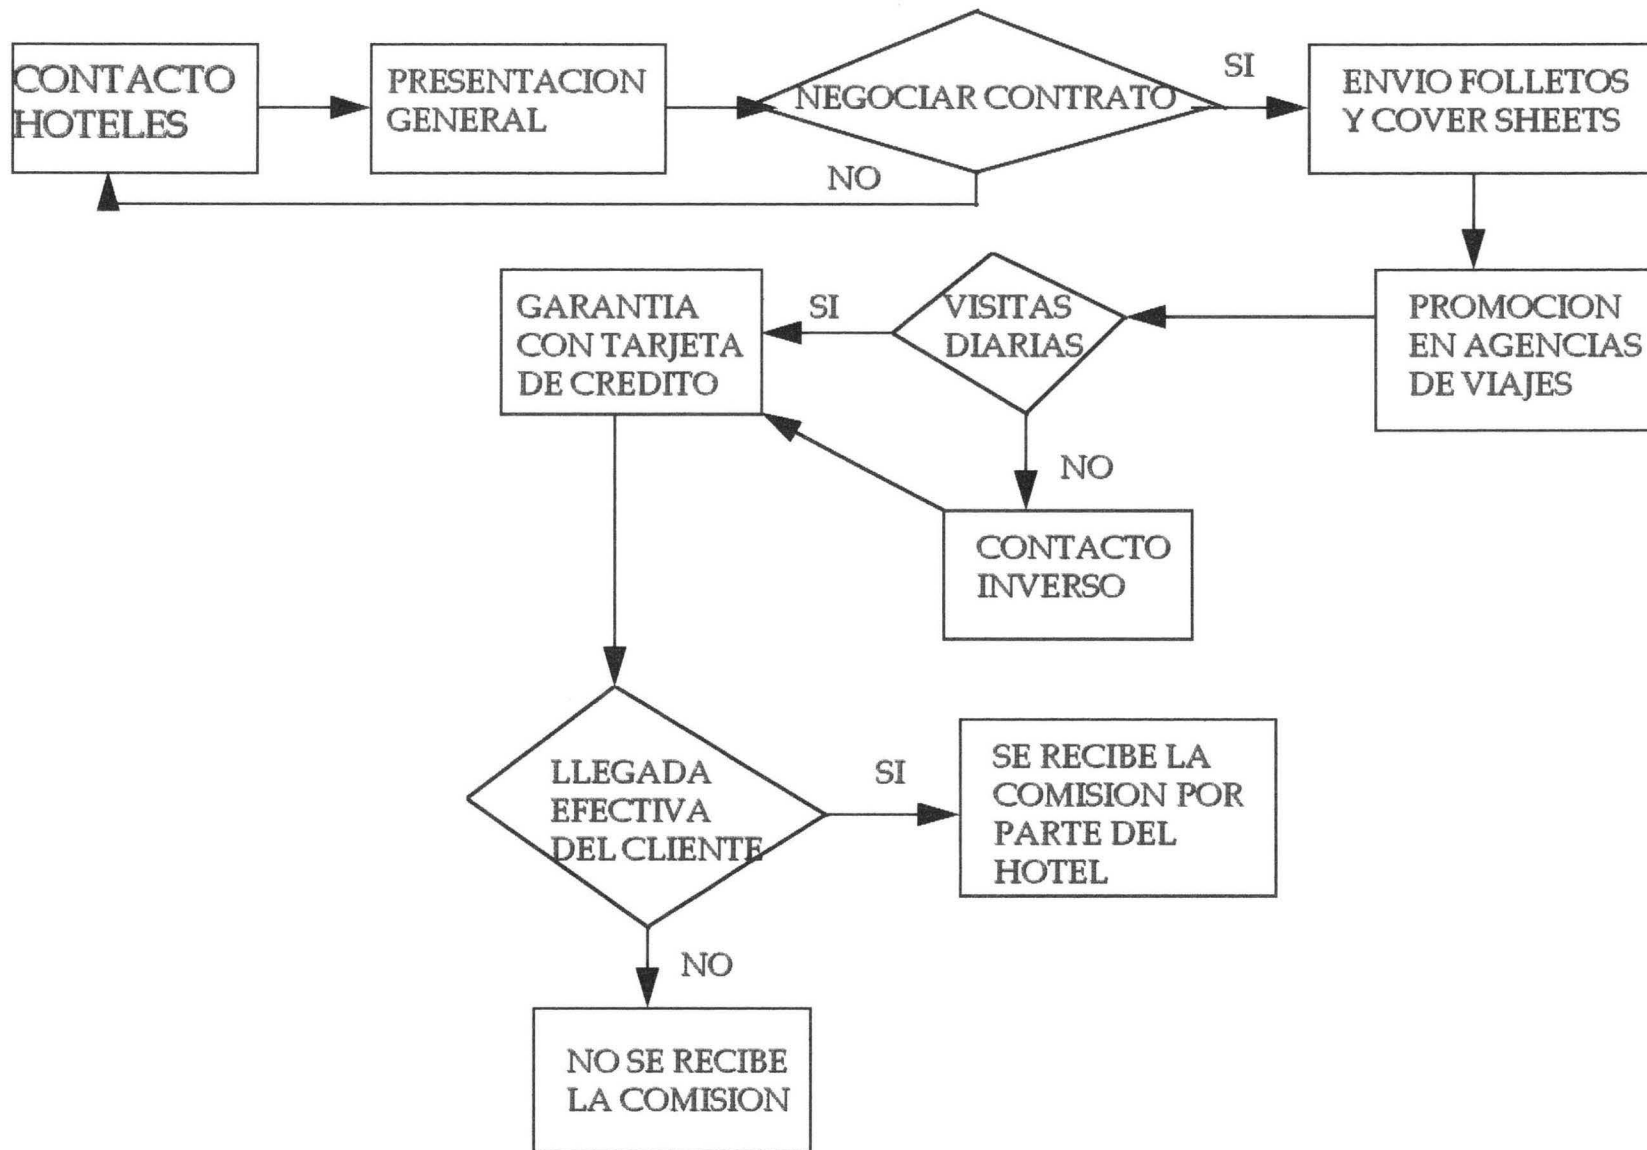 CONTACTO
HOTELES
PRESENTACION
GENERAL
NEGOCIAR CONTRATO
SI
ENVIO FOLLETOS
Y COVER SHEETS
NO
GARANTIA
CON TARJETA
DE CREDITO
SI
VISITAS
DIARIAS
PROMOCION
EN AGENCIAS
DE VIAJES
NO
CONTACTO
INVERSO
LLEGADA
EFECTIVA
DEL CLIENTE
SI
SE RECIBE LA
COMISION POR
PARTE DEL
HOTEL
NO
NO SE RECIBE
LA COMISION